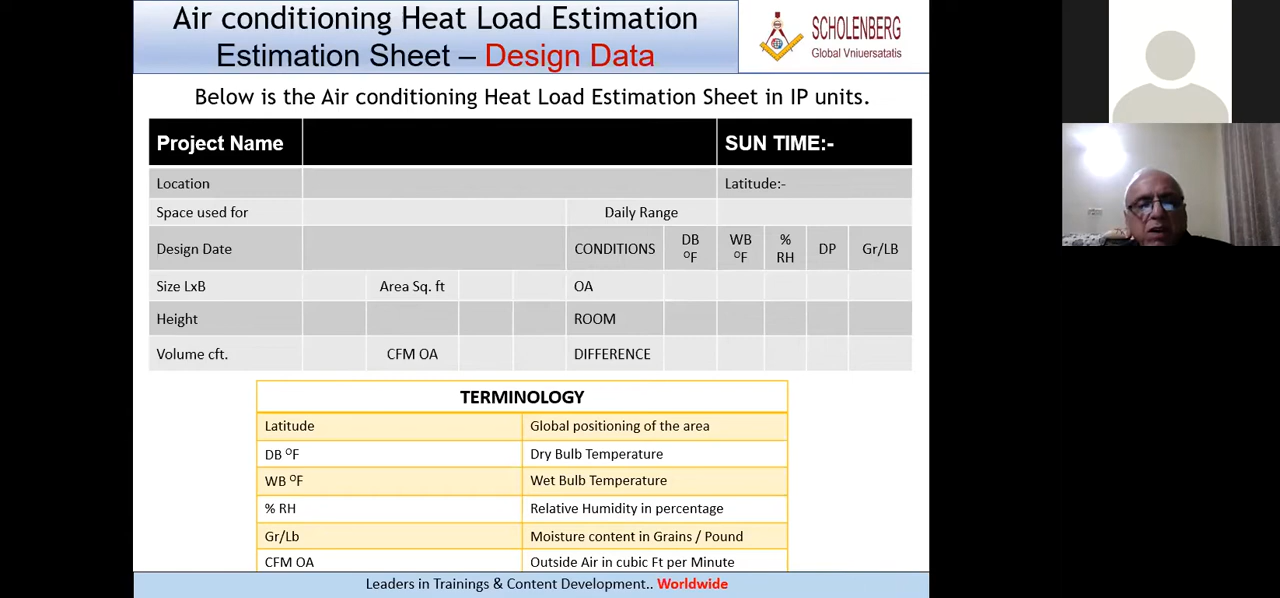 Air conditioning Heat Load Estimation
Estimation Sheet – Design Data
SCHOLENBERG
Global Vniuersatatis
Below is the Air conditioning Heat Load Estimation Sheet in IP units.
Project Name SUN TIME:-
Location Latitude:-
Space used for Daily Range
Design Date CONDITIONS DB ºF WB ºF % RH DP Gr/LB
Size LxB Area Sq. ft OA
Height ROOM
Volume cft. CFM OA DIFFERENCE
TERMINOLOGY
Latitude Global positioning of the area
DB ºF Dry Bulb Temperature
WB ºF Wet Bulb Temperature
% RH Relative Humidity in percentage
Gr/Lb Moisture content in Grains / Pound
CFM OA Outside Air in cubic Ft per Minute
Leaders in Trainings & Content Development.. Worldwide